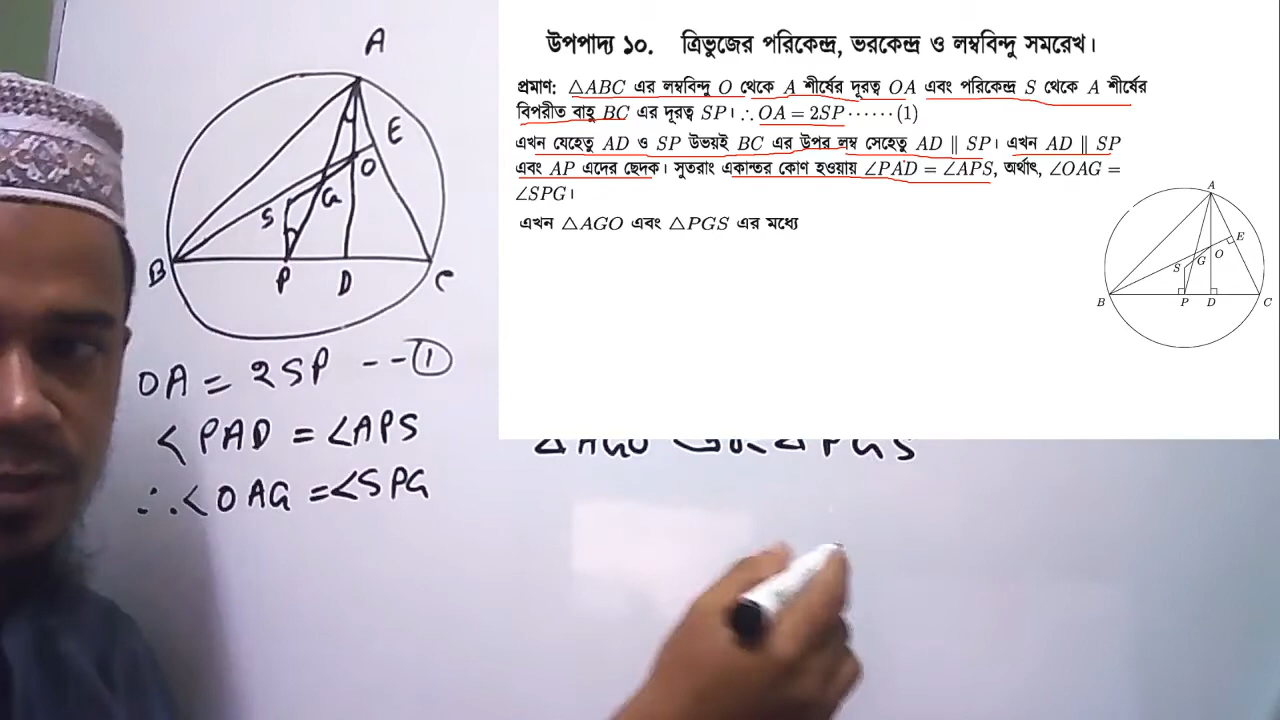 উপপাদ্য ১০. ত্রিভুজের পরিকেন্দ্র, ভরকেন্দ্র ও লম্ববিন্দু সমরেখ।
প্রমাণ: △ABC এর লম্ববিন্দু O থেকে A শীর্ষের দূরত্ব OA এবং পরিকেন্দ্র S থেকে A শীর্ষের
বিপরীত বাহু BC এর দূরত্ব SP। ∴ OA = 2SP ⋯⋯ (1)
এখন যেহেতু AD ও SP উভয়ই BC এর উপর লম্ব সেহেতু AD ∥ SP। এখন AD ∥ SP
এবং AP এদের ছেদক। সুতরাং একান্তর কোণ হওয়ায় ∠PAD = ∠APS, অর্থাৎ, ∠OAG =
∠SPG।
এখন △AGO এবং △PGS এর মধ্যে
A
E
O
S G
B P D C
A
E
O
G
S
B P D C
OA = 2SP --①
∠PAD = ∠APS
∴ ∠OAG = ∠SPG
△AGO ও △PGS